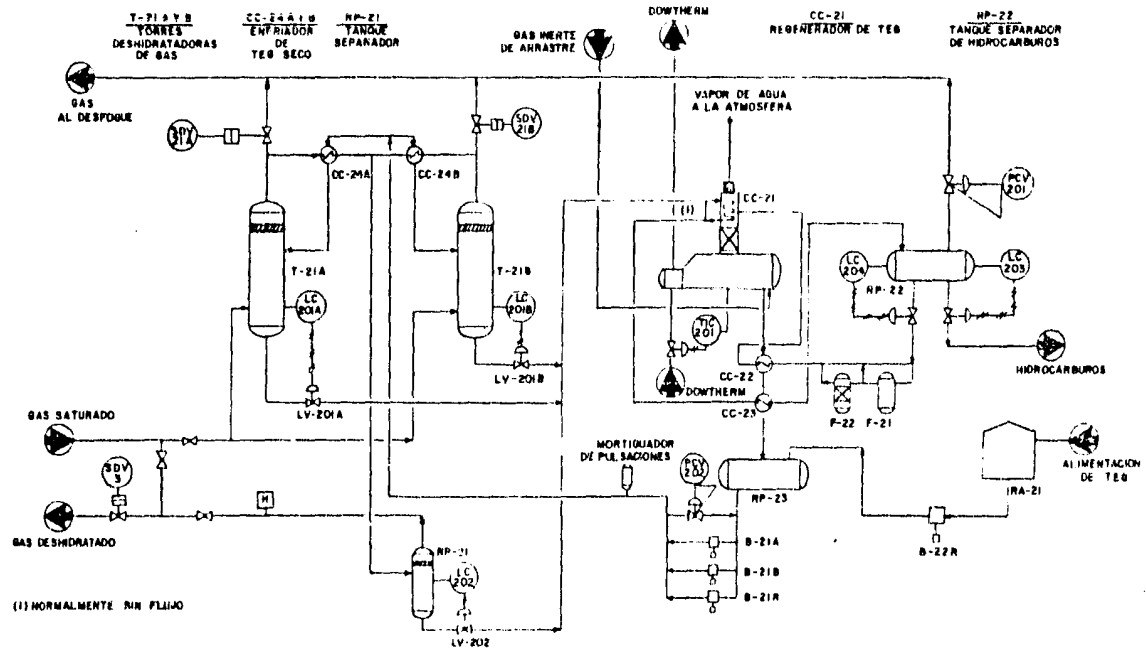 T-21 A Y B
TORRES
DESHIDRATADORAS
DE GAS
CC-24 A Y B
ENFRIADOR
DE
TEG SECO
RP-21
TANQUE
SEPARADOR
GAS INERTE
DE ARRASTRE
DOWTHERM
CC-21
REGENERADOR DE TEG
RP-22
TANQUE SEPARADOR
DE HIDROCARBUROS
GAS
AL DESFOGUE
VAPOR DE AGUA
A LA ATMOSFERA
SDV
21B
CC-24A
CC-24B
(1)
CC-21
PCV
201
T-21A
T-21B
LC
201A
LC
201B
LC
204
LC
203
RP-22
TIC
201
LV-201B
LV-201A
DOWTHERM
CC-22
CC-23
F-22
F-21
HIDROCARBUROS
GAS SATURADO
SDV
3
MORTIGUADOR
DE PULSACIONES
PCV
202
RP-23
ALIMENTACION
DE TEG
TRA-21
GAS DESHIDRATADO
H
RP-21
LC
202
B-21A
B-21B
B-21R
B-22R
(1) NORMALMENTE SIN FLUJO
LV-202